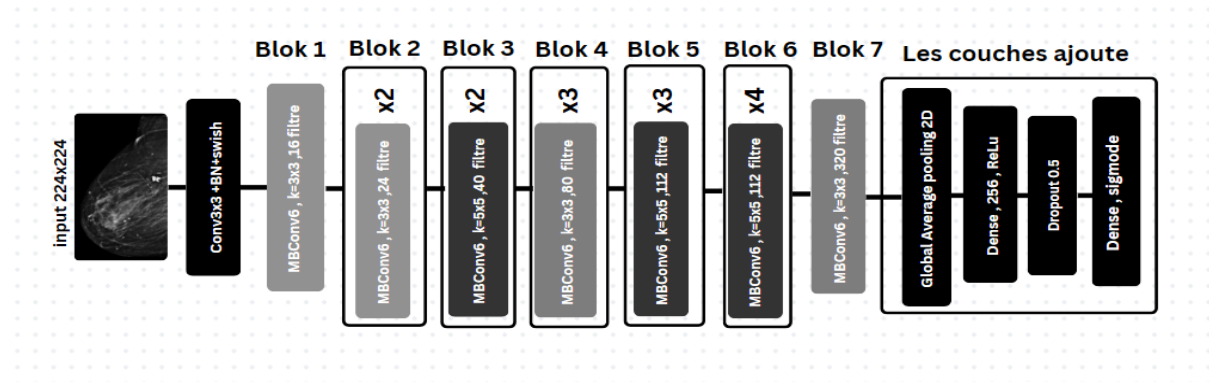 Blok 1
Blok 2
Blok 3
Blok 4
Blok 5
Blok 6
Blok 7
Les couches ajoute
input 224x224
Conv3x3 +BN+swish
MBConv6 , k=3x3 ,16 filtre
x2
MBConv6 , k=3x3 ,24 filtre
x2
MBConv6 , k=5x5 ,40 filtre
x3
MBConv6 , k=3x3 ,80 filtre
x3
MBConv6 , k=5x5 ,112 filtre
x4
MBConv6 , k=5x5 ,112 filtre
MBConv6 , k=3x3 ,320 filtre
Global Average pooling 2D
Dense , 256 , ReLu
Dropout 0.5
Dense , sigmode